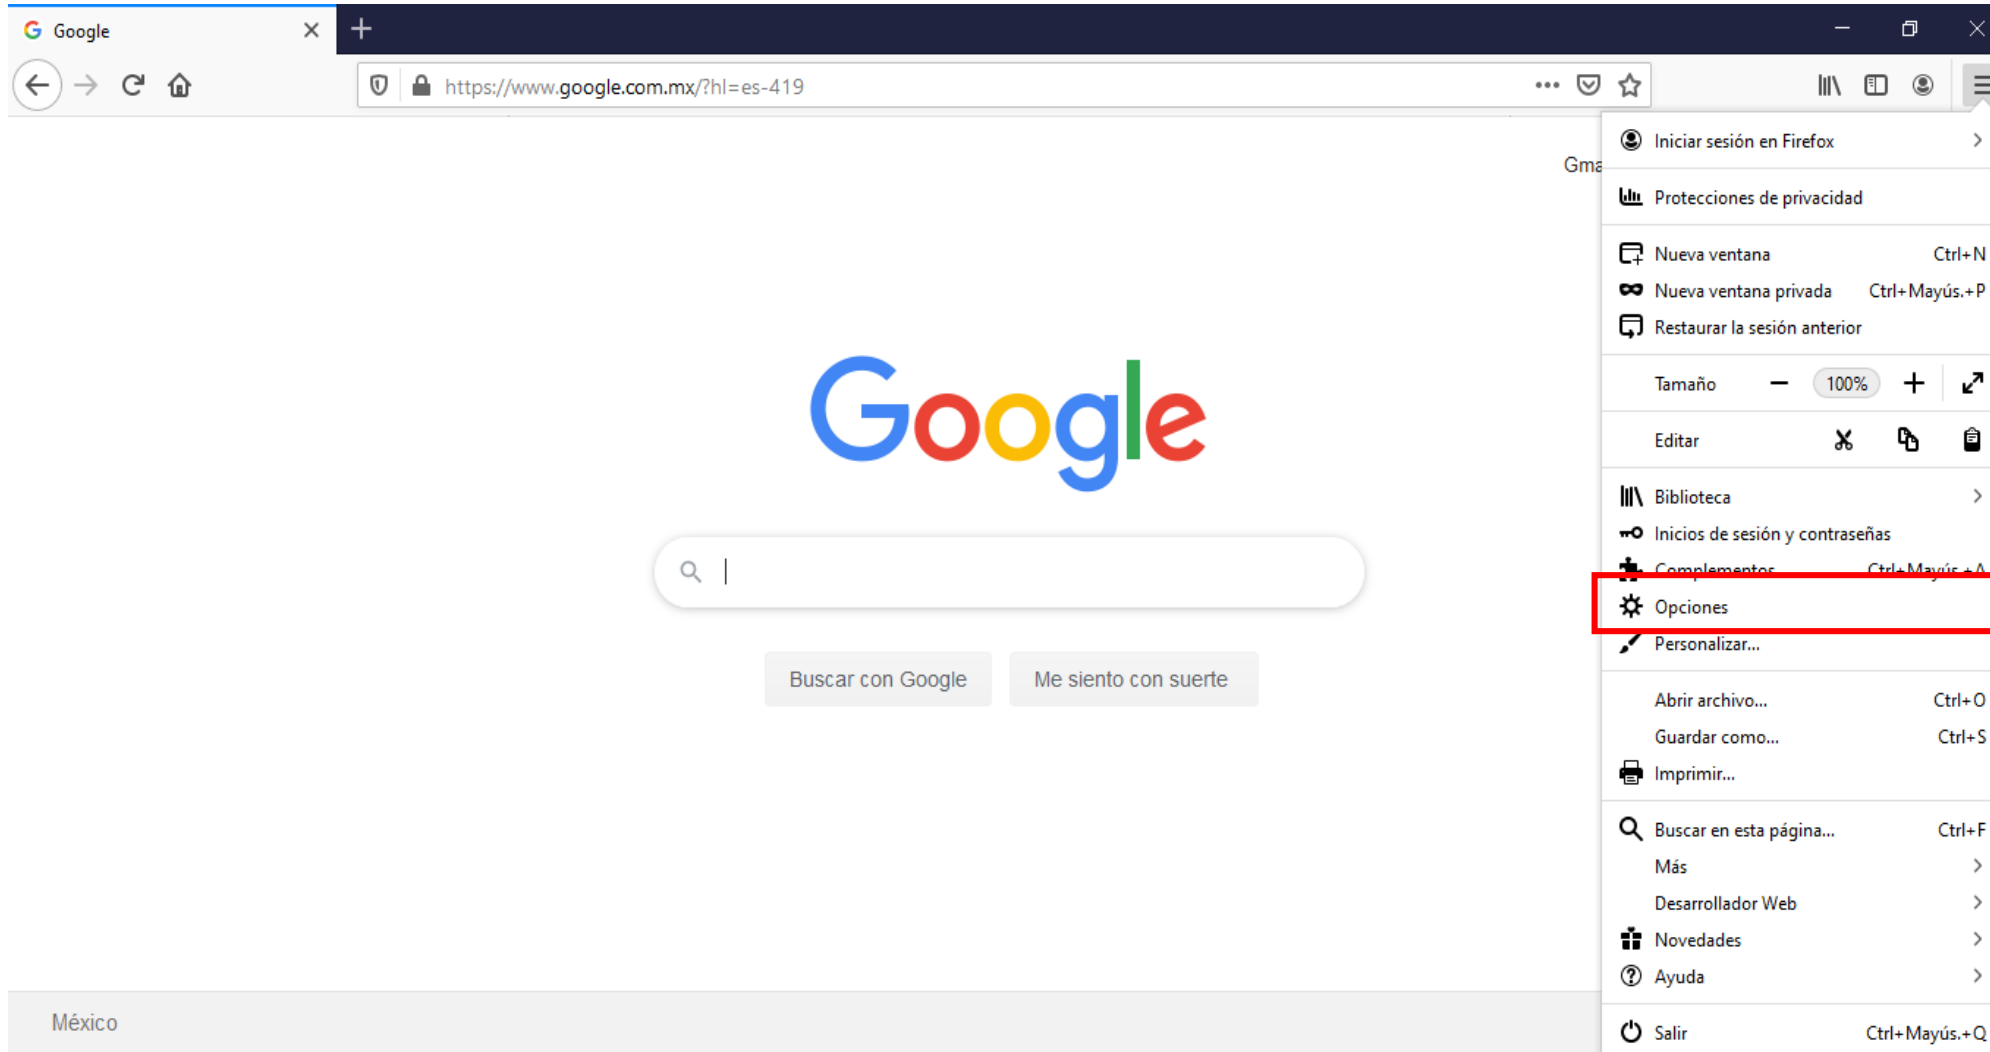 Google
https://www.google.com.mx/?hl=es-419
Gma
Iniciar sesión en Firefox
Protecciones de privacidad
Nueva ventana Ctrl+N
Nueva ventana privada Ctrl+Mayús.+P
Restaurar la sesión anterior
Tamaño 100%
Editar
Biblioteca
Inicios de sesión y contraseñas
Complementos Ctrl+Mayús.+A
Opciones
Personalizar...
Abrir archivo... Ctrl+O
Guardar como... Ctrl+S
Imprimir...
Buscar en esta página... Ctrl+F
Más
Desarrollador Web
Novedades
Ayuda
Salir Ctrl+Mayús.+Q
Google
Buscar con Google Me siento con suerte
México